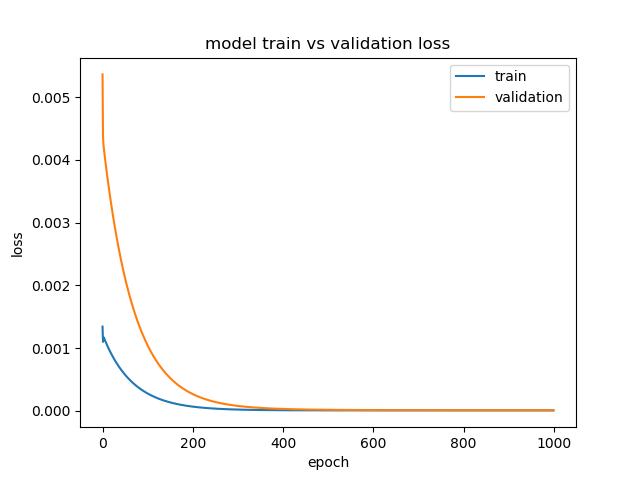 model train vs validation loss
train
validation
0.005
0.004
0.003
0.002
0.001
0.000
loss
0 200 400 600 800 1000
epoch